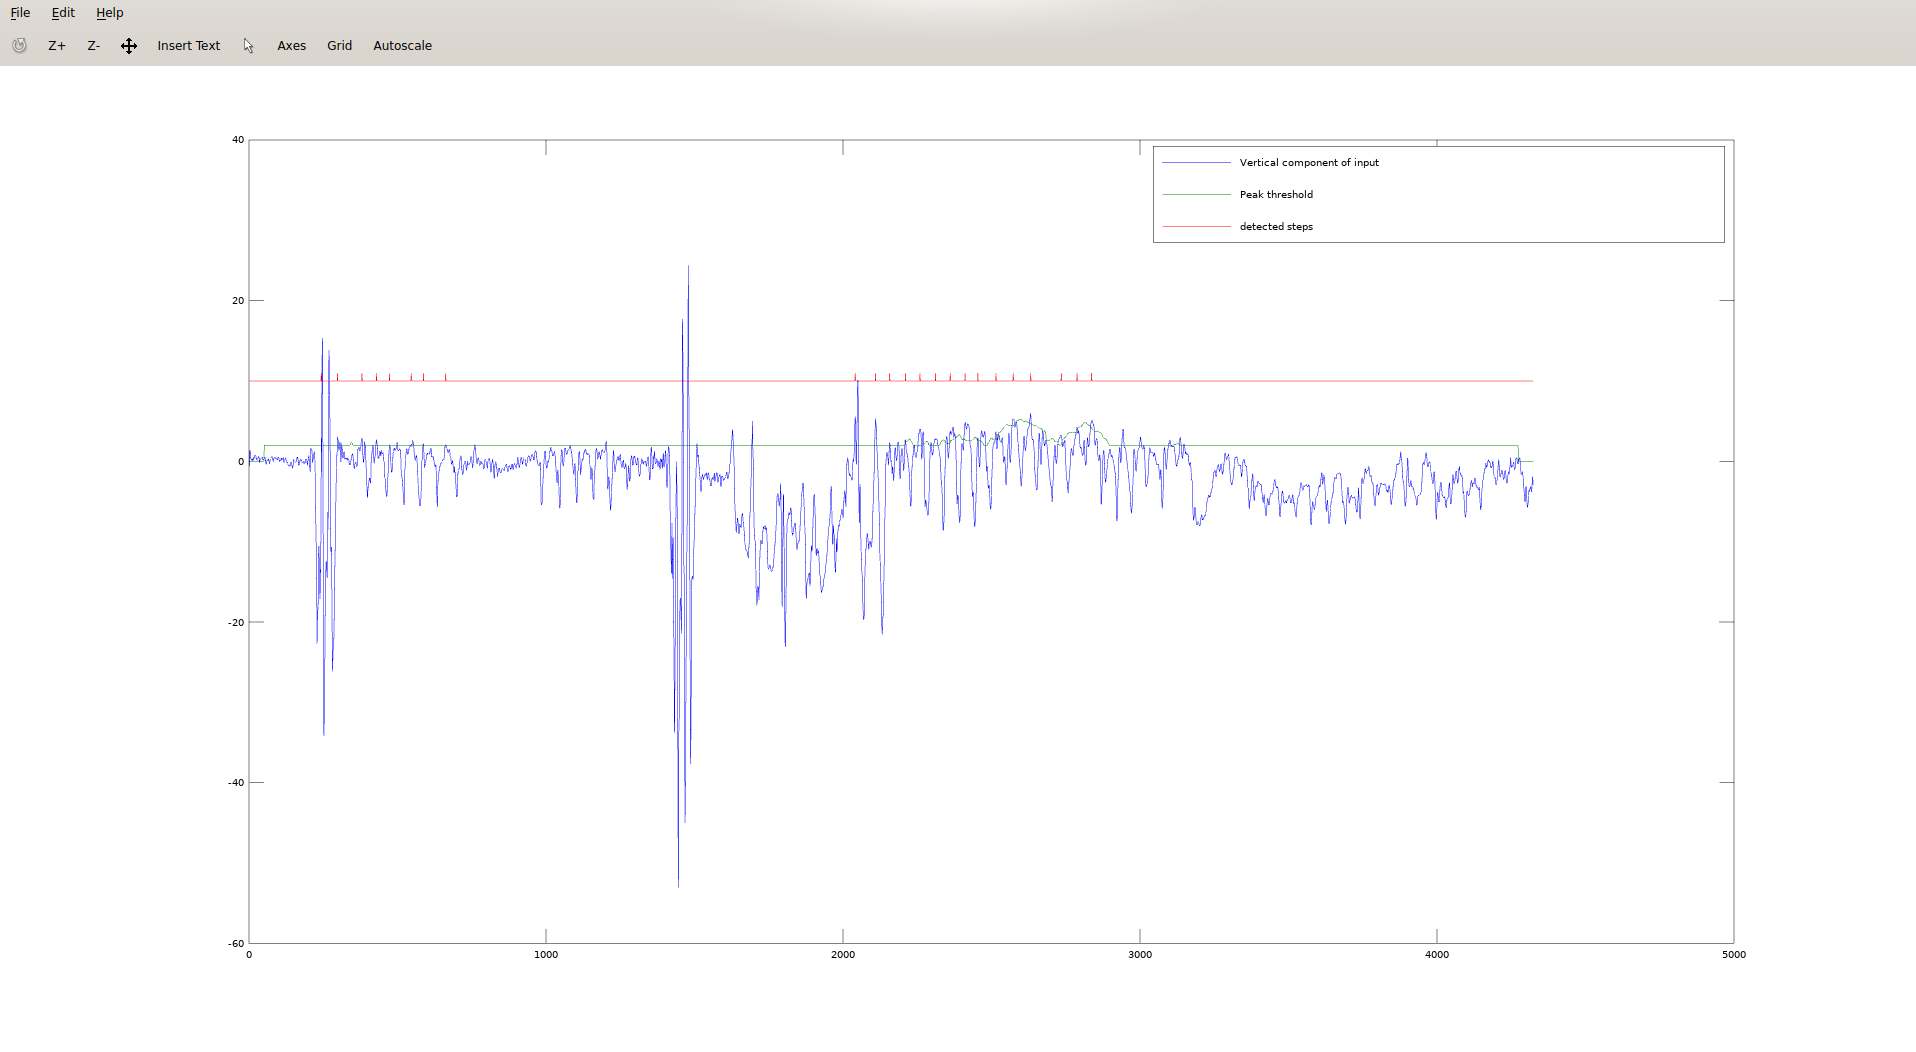 File Edit Help
Z+ Z- Insert Text Axes Grid Autoscale
40
Vertical component of input
Peak threshold
detected steps
20
0
-20
-40
-60
0 1000 2000 3000 4000 5000